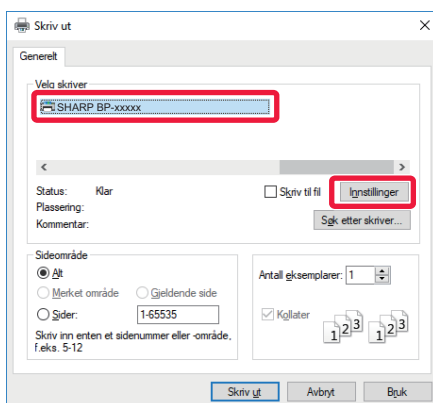 Skriv ut
Generelt
Velg skriver
SHARP BP-xxxxx
Status: Klar
Skriv til fil
Innstillinger
Plassering:
Kommentar:
Søk etter skriver...
Sideområde
Alt
Merket område
Gjeldende side
Sider: 1-65535
Skriv inn enten et sidenummer eller -område,
f.eks. 5-12
Antall eksemplarer: 1
Kollater
1 2 3 1 2 3
Skriv ut Avbryt Bruk